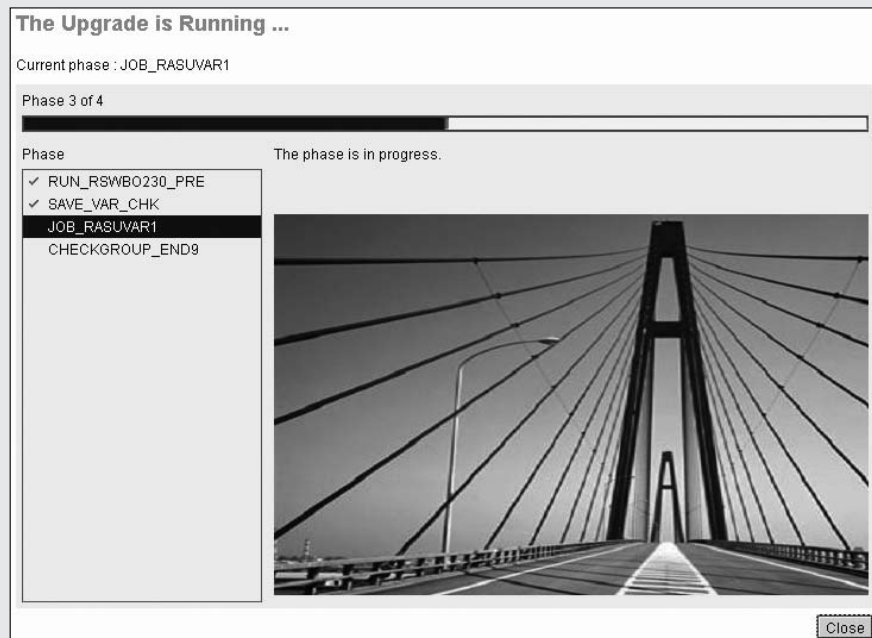 The Upgrade is Running ...
Current phase : JOB_RASUVAR1
Phase 3 of 4
Phase
The phase is in progress.
RUN_RSWBO230_PRE
SAVE_VAR_CHK
JOB_RASUVAR1
CHECKGROUP_END9
Close